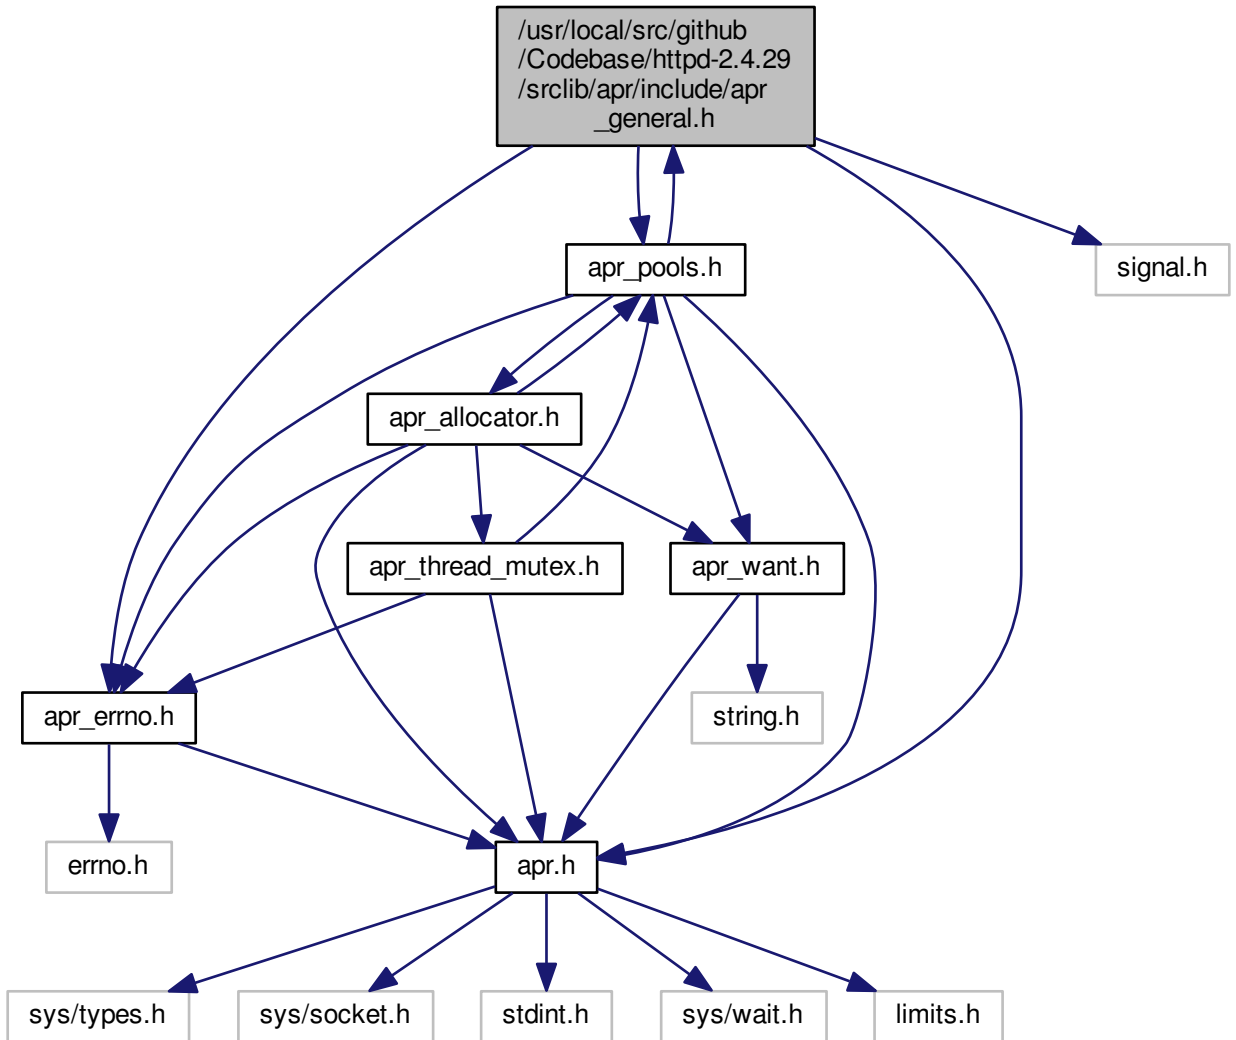 /usr/local/src/github
/Codebase/httpd-2.4.29
/srclib/apr/include/apr
_general.h
apr_pools.h
signal.h
apr_allocator.h
apr_thread_mutex.h
apr_want.h
apr_errno.h
string.h
errno.h
apr.h
sys/types.h
sys/socket.h
stdint.h
sys/wait.h
limits.h